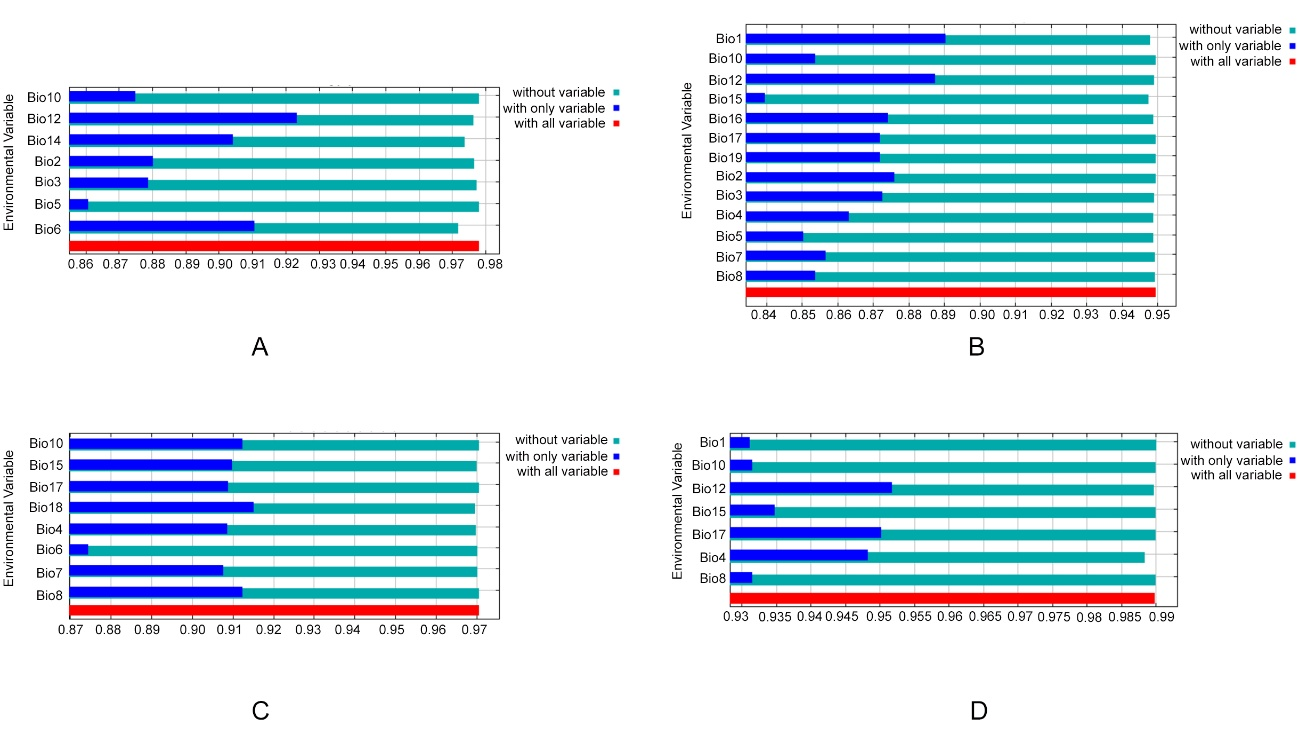 Environmental Variable
Bio10
Bio12
Bio14
Bio2
Bio3
Bio5
Bio6
without variable
with only variable
with all variable
0.86 0.87 0.88 0.89 0.90 0.91 0.92 0.93 0.94 0.95 0.96 0.97 0.98
A
Environmental Variable
Bio1
Bio10
Bio12
Bio15
Bio16
Bio17
Bio19
Bio2
Bio3
Bio4
Bio5
Bio7
Bio8
without variable
with only variable
with all variable
0.84 0.85 0.86 0.87 0.88 0.89 0.90 0.91 0.92 0.93 0.94 0.95
B
Environmental Variable
Bio10
Bio15
Bio17
Bio18
Bio4
Bio6
Bio7
Bio8
without variable
with only variable
with all variable
0.87 0.88 0.89 0.90 0.91 0.92 0.93 0.94 0.95 0.96 0.97
C
Environmental Variable
Bio1
Bio10
Bio12
Bio15
Bio17
Bio4
Bio8
without variable
with only variable
with all variable
0.93 0.935 0.94 0.945 0.95 0.955 0.96 0.965 0.97 0.975 0.98 0.985 0.99
D